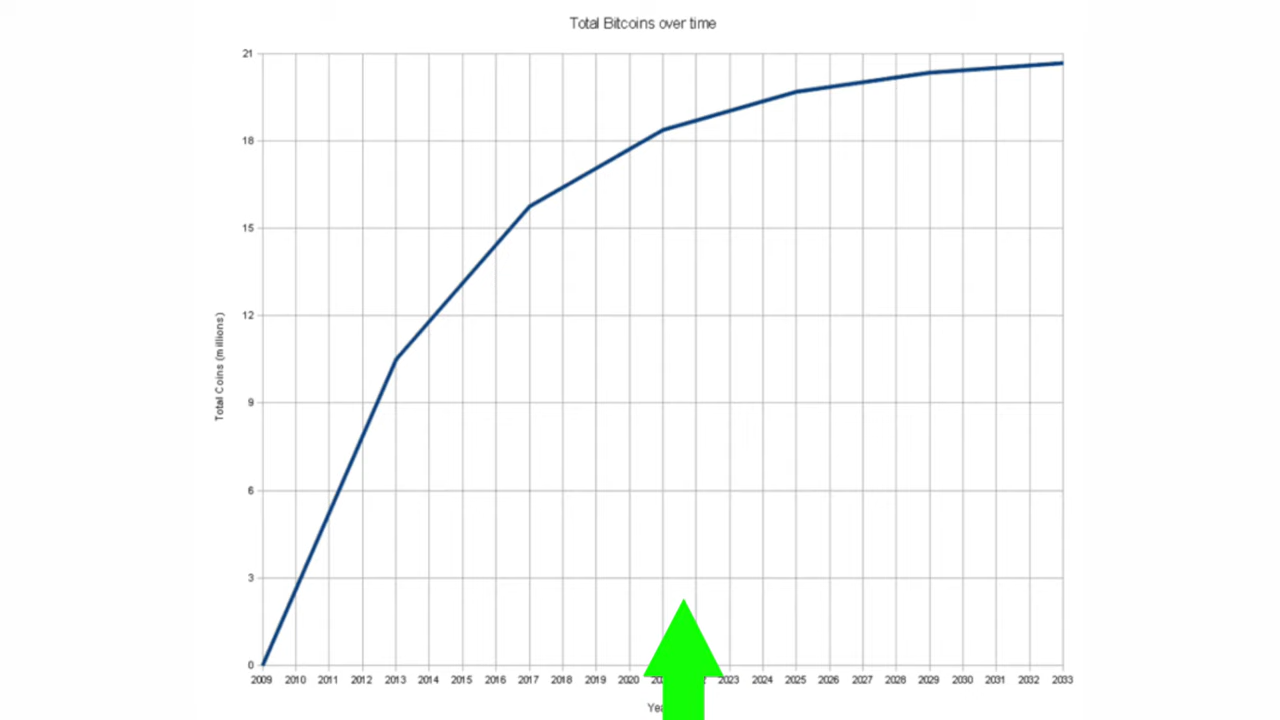 Total Bitcoins over time
21
18
15
12
9
6
3
0
Total Coins (millions)
2009 2010 2011 2012 2013 2014 2015 2016 2017 2018 2019 2020 2023 2024 2025 2026 2027 2028 2029 2030 2031 2032 2033